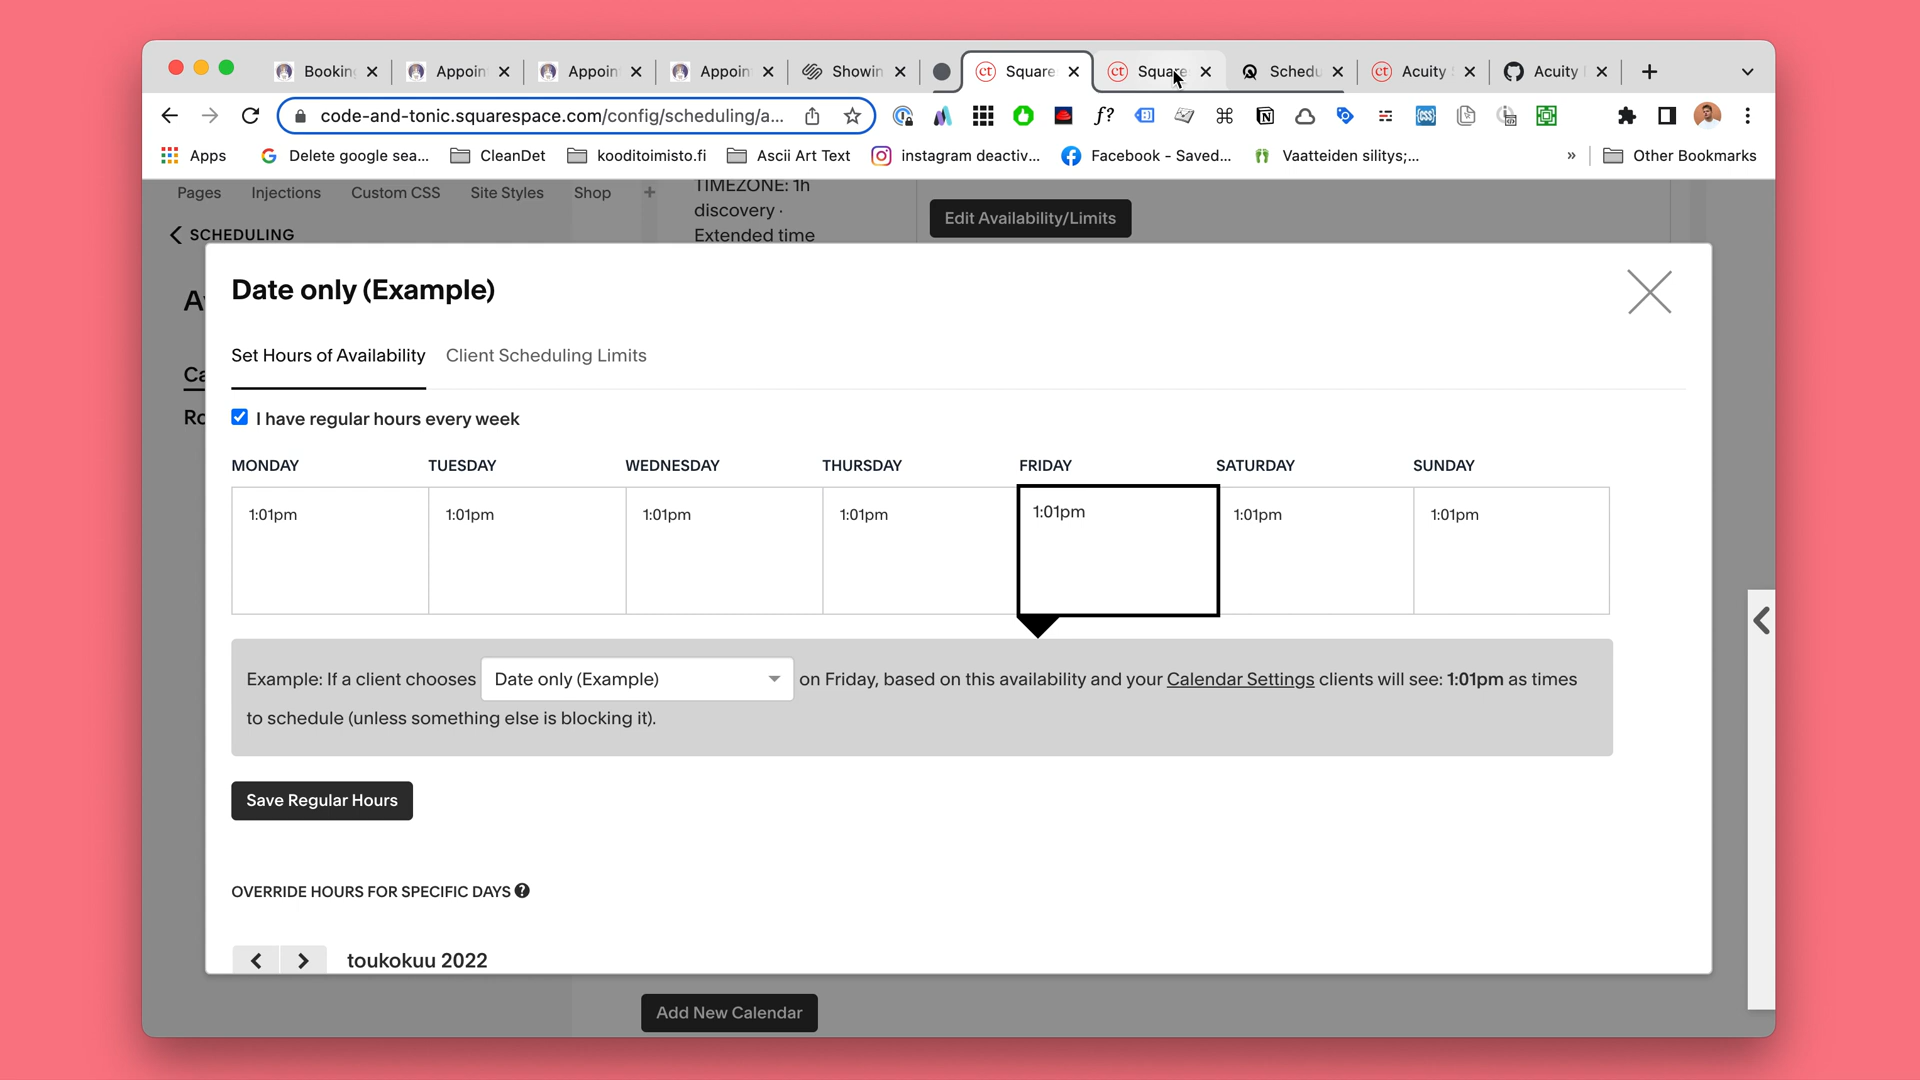 Booking
Appoin
Appoin
Appoin
Showin
Square
Square
Schedu
Acuity
Acuity
code-and-tonic.squarespace.com/config/scheduling/a...
f?
Apps
Delete google sea...
CleanDet
kooditoimisto.fi
Ascii Art Text
instagram deactiv...
Facebook - Saved...
Vaatteiden silitys;...
»
Other Bookmarks
Pages
Injections
Custom CSS
Site Styles
Shop
+
TIMEZONE: 1h
discovery ·
Extended time
Edit Availability/Limits
SCHEDULING
Date only (Example)
Set Hours of Availability
Client Scheduling Limits
I have regular hours every week
MONDAY
TUESDAY
WEDNESDAY
THURSDAY
FRIDAY
SATURDAY
SUNDAY
1:01pm
1:01pm
1:01pm
1:01pm
1:01pm
1:01pm
1:01pm
Example: If a client chooses Date only (Example) on Friday, based on this availability and your Calendar Settings clients will see: 1:01pm as times
to schedule (unless something else is blocking it).
Save Regular Hours
OVERRIDE HOURS FOR SPECIFIC DAYS ?
toukokuu 2022
Add New Calendar